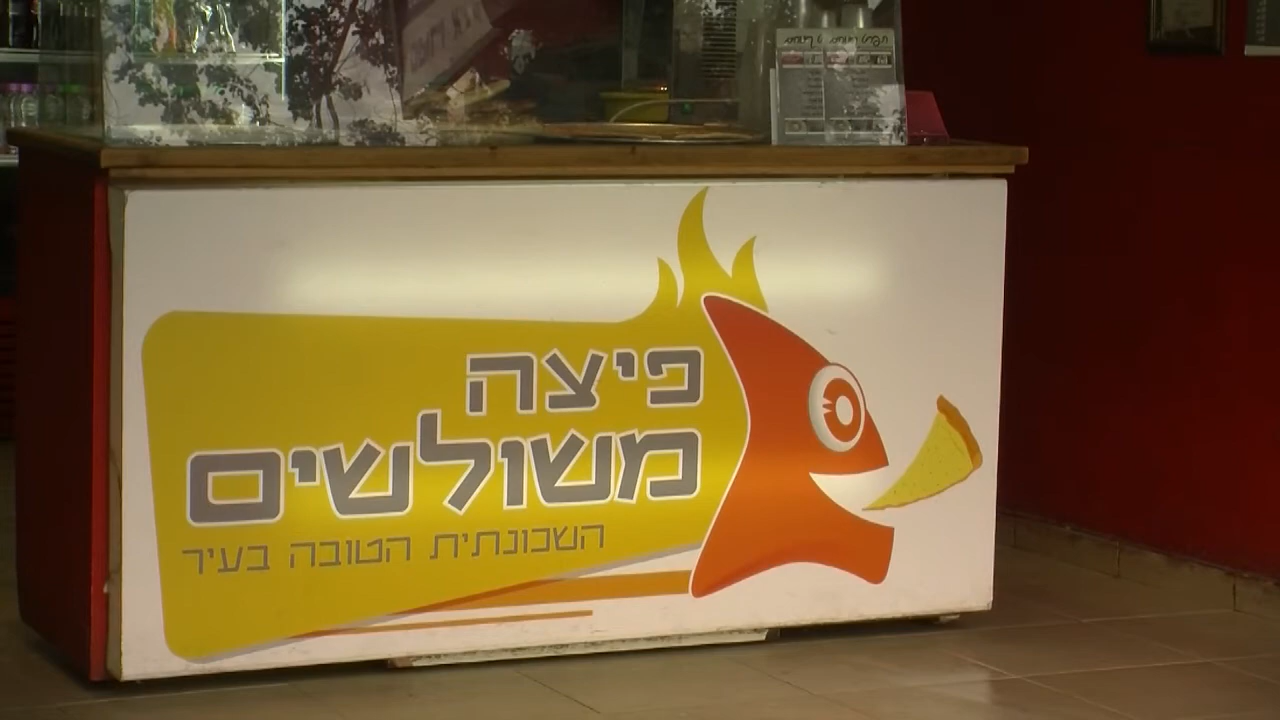 פיצה
משולשים
השכונתית הטובה בעיר